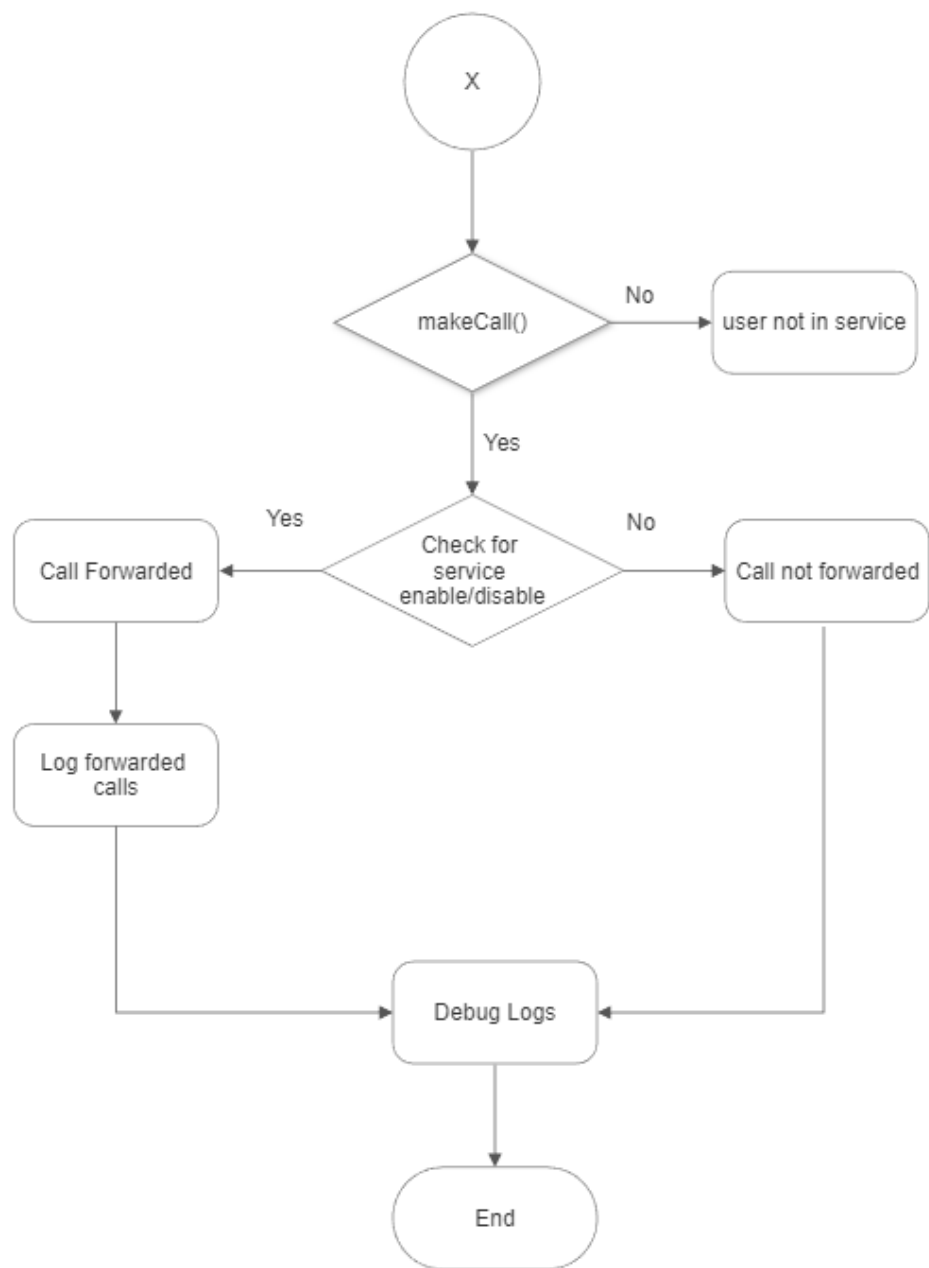 X
makeCall()
No
user not in service
Yes
Yes
No
Call Forwarded
Check for
service
enable/disable
Call not forwarded
Log forwarded
calls
Debug Logs
End